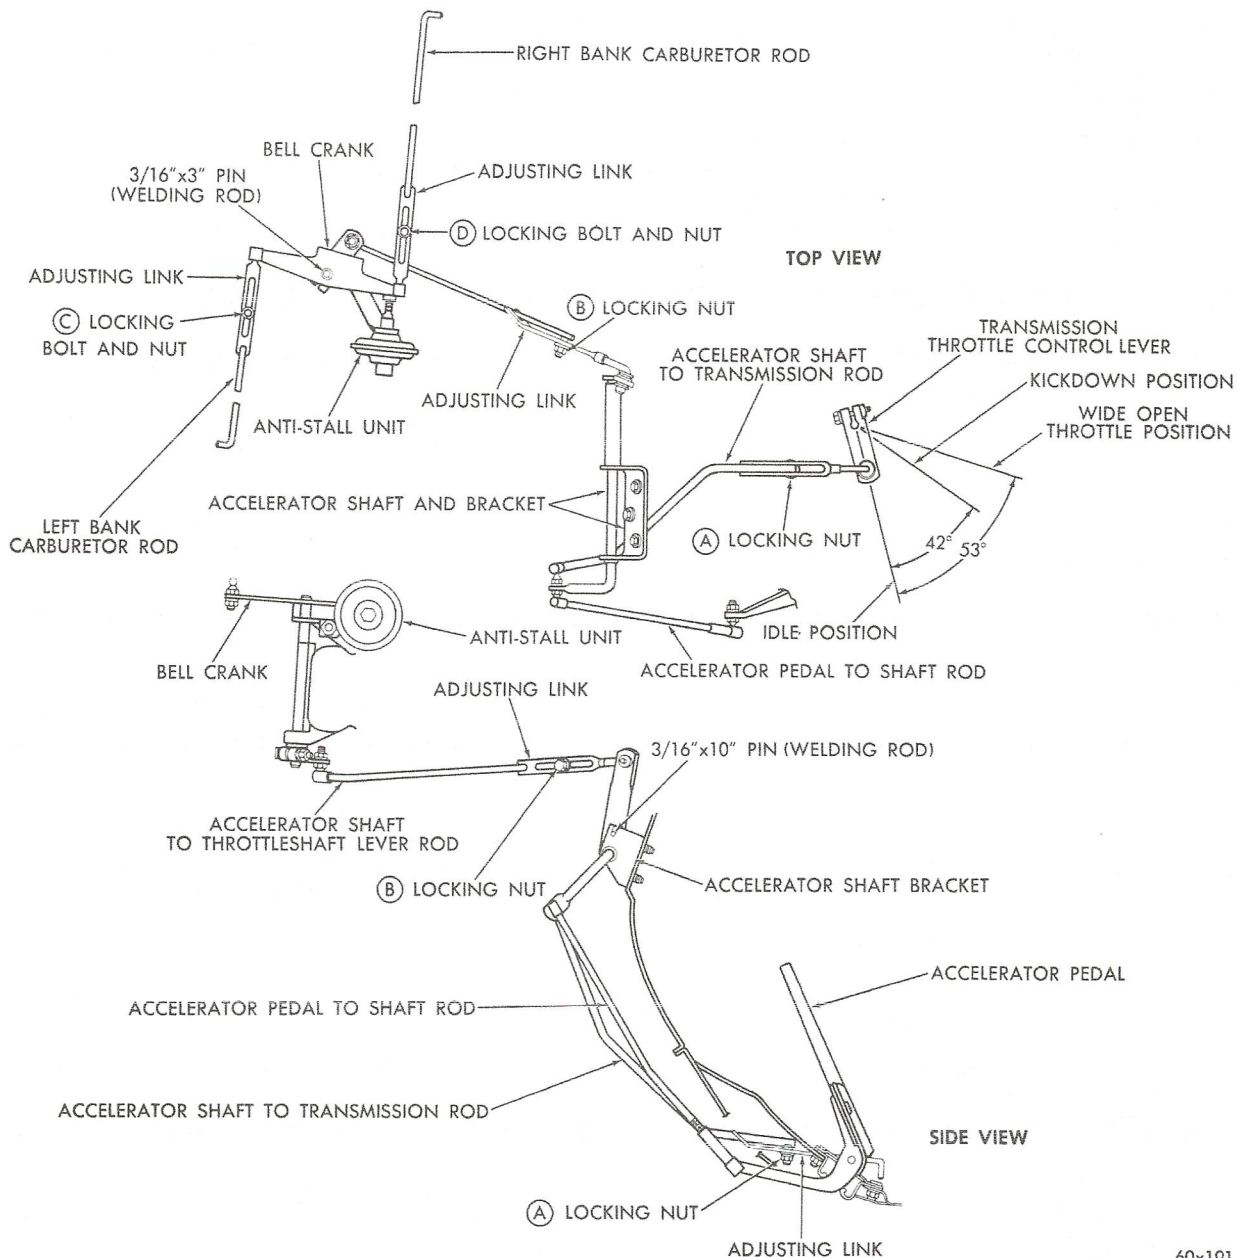 RIGHT BANK CARBURETOR ROD
BELL CRANK
3/16"x3" PIN
(WELDING ROD)
ADJUSTING LINK
Ⓓ LOCKING BOLT AND NUT
TOP VIEW
ADJUSTING LINK
Ⓒ LOCKING
BOLT AND NUT
Ⓑ LOCKING NUT
TRANSMISSION
THROTTLE CONTROL LEVER
ACCELERATOR SHAFT
TO TRANSMISSION ROD
KICKDOWN POSITION
WIDE OPEN
THROTTLE POSITION
ADJUSTING LINK
ANTI-STALL UNIT
ACCELERATOR SHAFT AND BRACKET
LEFT BANK
CARBURETOR ROD
Ⓐ LOCKING NUT
42°
53°
IDLE POSITION
ANTI-STALL UNIT
BELL CRANK
ACCELERATOR PEDAL TO SHAFT ROD
ADJUSTING LINK
3/16"x10" PIN (WELDING ROD)
ACCELERATOR SHAFT
TO THROTTLESHAFT LEVER ROD
Ⓑ LOCKING NUT
ACCELERATOR SHAFT BRACKET
ACCELERATOR PEDAL
ACCELERATOR PEDAL TO SHAFT ROD
ACCELERATOR SHAFT TO TRANSMISSION ROD
SIDE VIEW
Ⓐ LOCKING NUT
ADJUSTING LINK
60x191